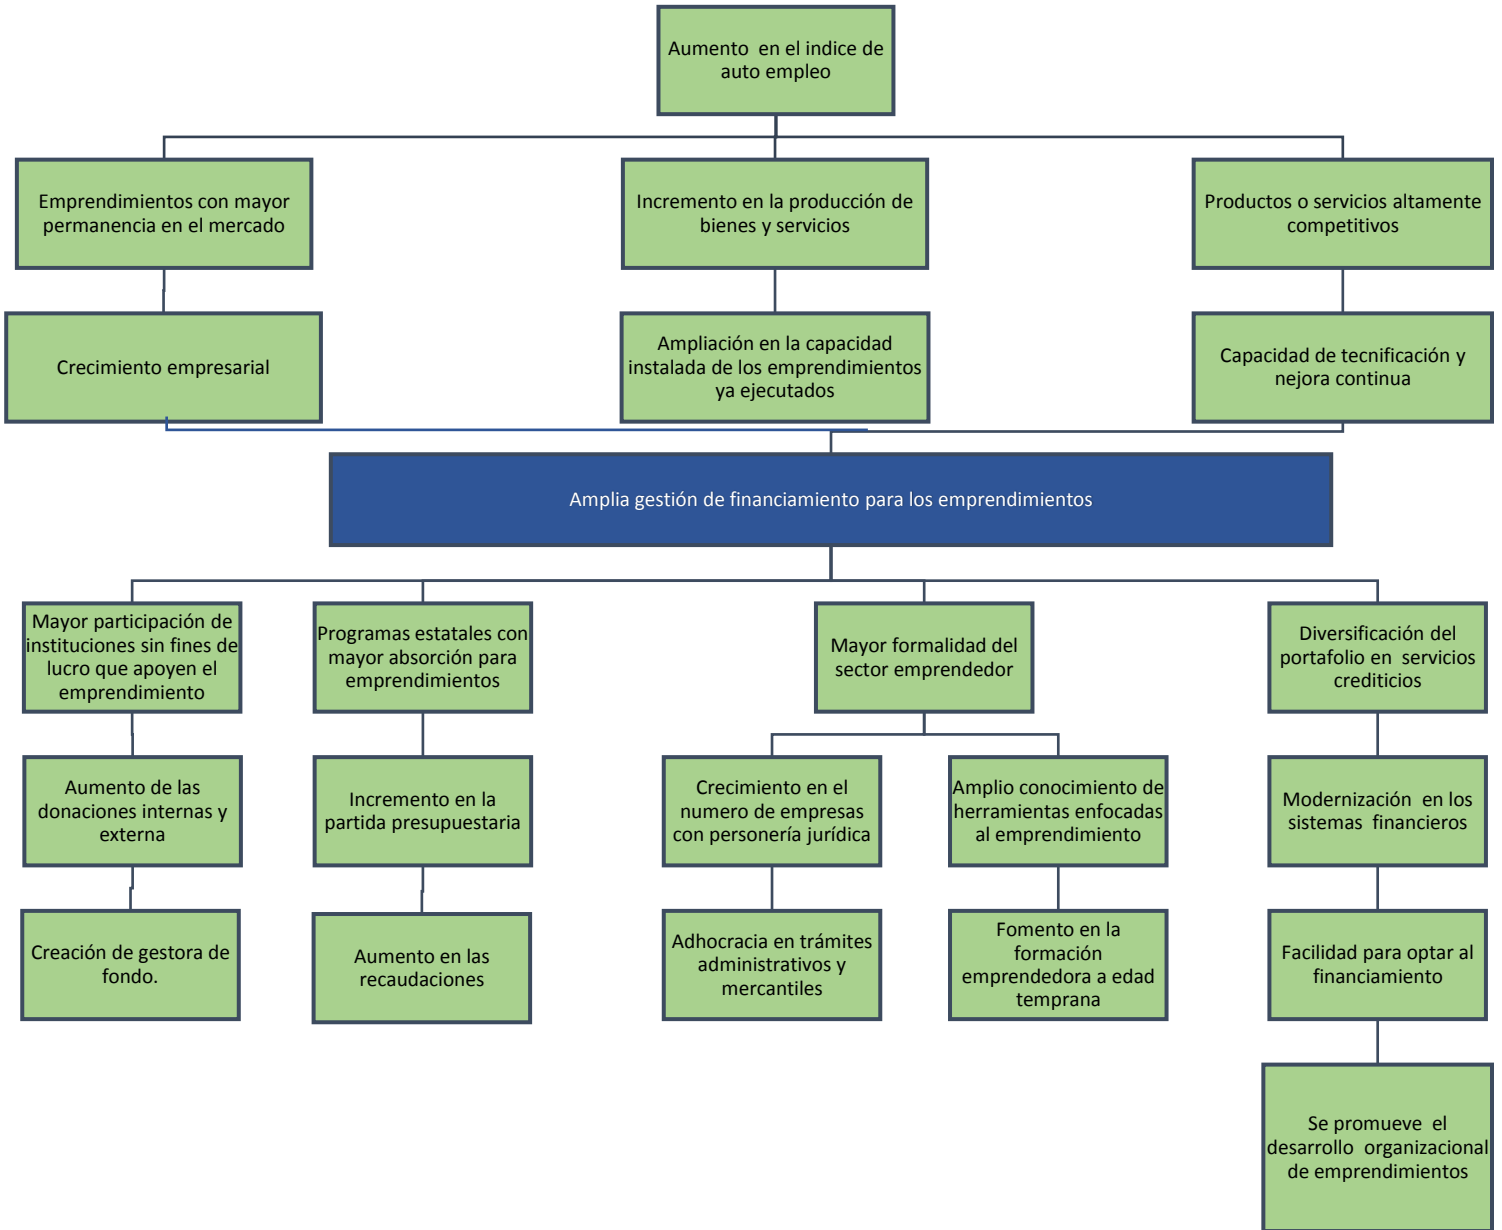 Aumento en el indice de
auto empleo
Emprendimientos con mayor
permanencia en el mercado
Incremento en la producción de
bienes y servicios
Productos o servicios altamente
competitivos
Crecimiento empresarial
Ampliación en la capacidad
instalada de los emprendimientos
ya ejecutados
Capacidad de tecnificación y
nejora continua
Amplia gestión de financiamiento para los emprendimientos
Mayor participación de
instituciones sin fines de
lucro que apoyen el
emprendimiento
Programas estatales con
mayor absorción para
emprendimientos
Mayor formalidad del
sector emprendedor
Diversificación del
portafolio en servicios
crediticios
Aumento de las
donaciones internas y
externa
Incremento en la
partida presupuestaria
Crecimiento en el
numero de empresas
con personería jurídica
Amplio conocimiento de
herramientas enfocadas
al emprendimiento
Modernización en los
sistemas financieros
Creación de gestora de
fondo.
Aumento en las
recaudaciones
Adhocracia en trámites
administrativos y
mercantiles
Fomento en la
formación
emprendedora a edad
temprana
Facilidad para optar al
financiamiento
Se promueve el
desarrollo organizacional
de emprendimientos